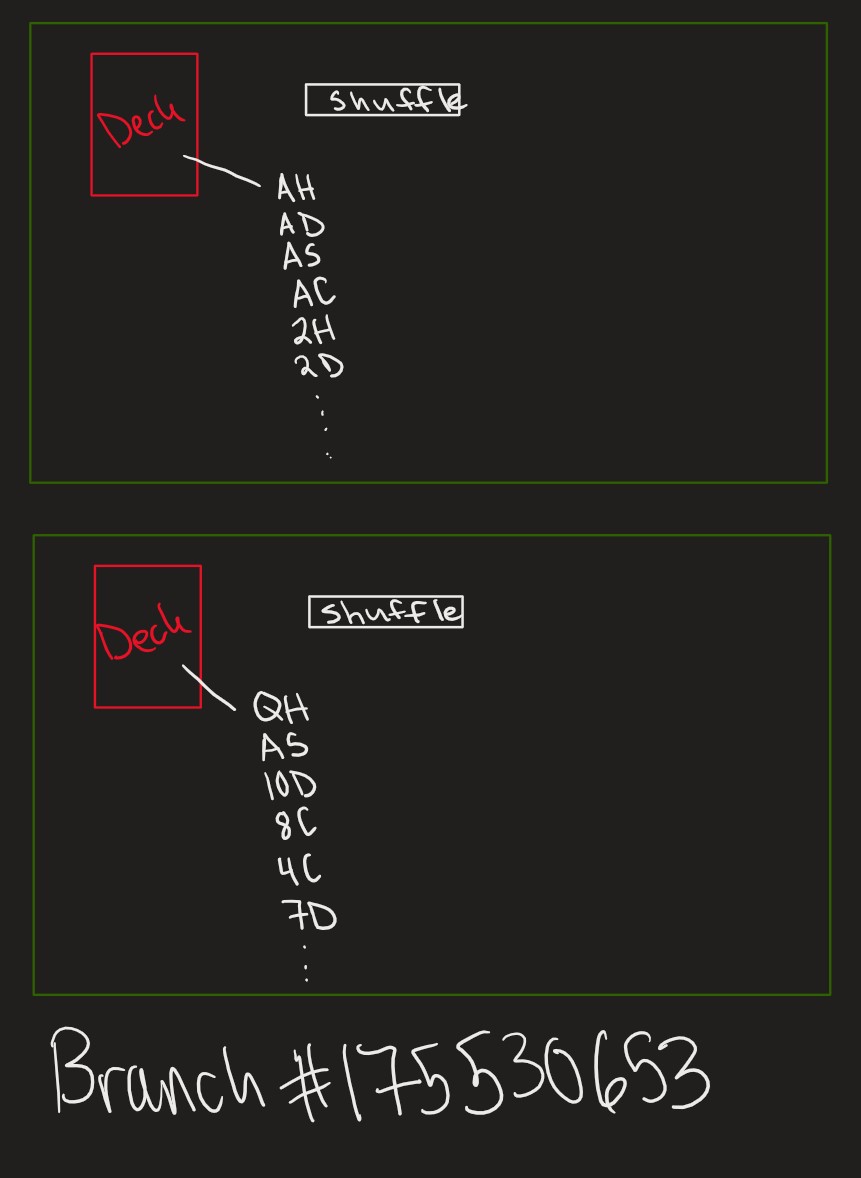 Deck
Shuffle
AH
AD
AS
AC
2H
2D
Deck
Shuffle
QH
AS
10D
8C
4C
7D
Branch #175530653